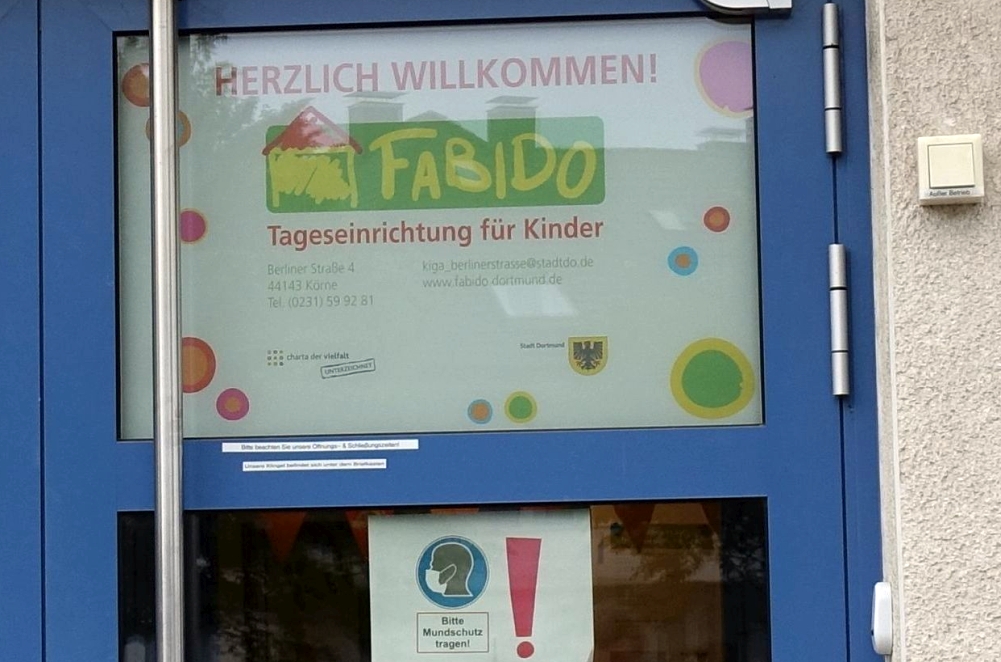 HERZLICH WILLKOMMEN!
FABIDO
Tageseinrichtung für Kinder
Berliner Straße 4
44143 Körne
Tel. (0231) 59 92 81
kiga_berlinerstrasse@stadtdo.de
www.fabido-dortmund.de
charta der vielfalt
UNTERZEICHNET
Stadt Dortmund
Bitte beachten Sie unsere Öffnungs- & Schließungszeiten!
Unsere Klingel befindet sich unter dem Briefkasten
Bitte
Mundschutz
tragen!
!
Außer Betrieb